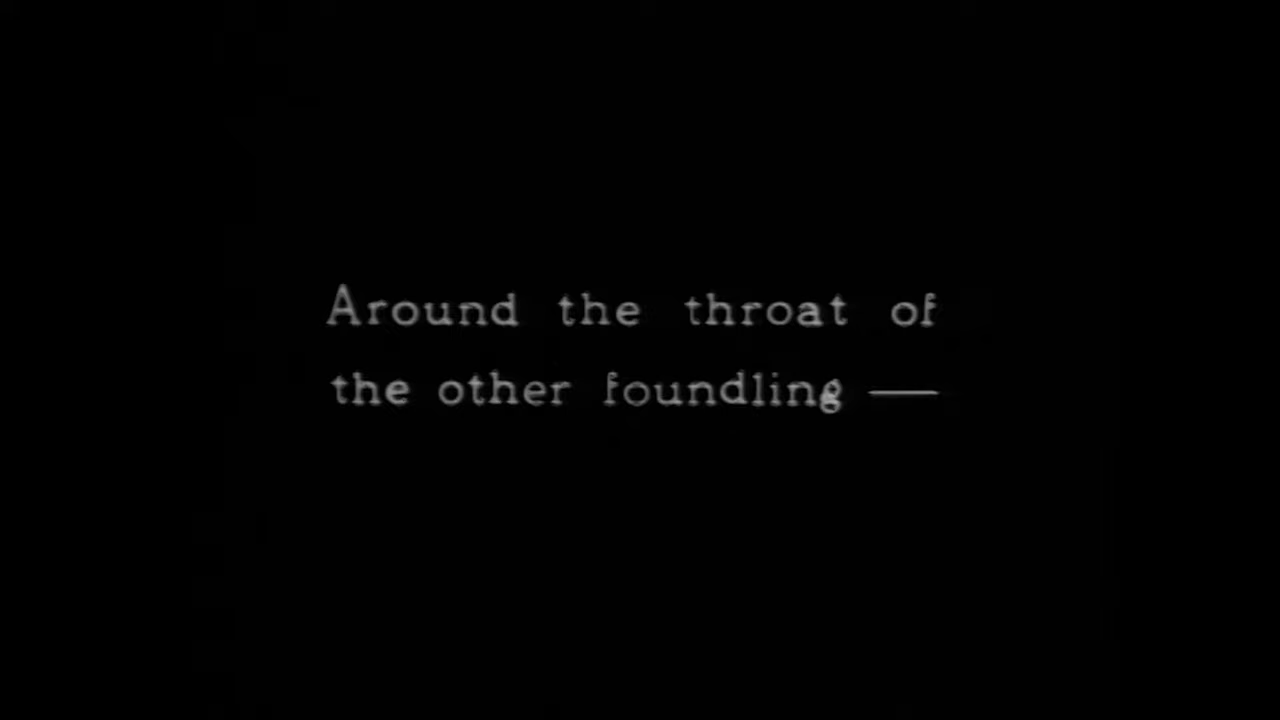 Around the throat of
the other foundling —